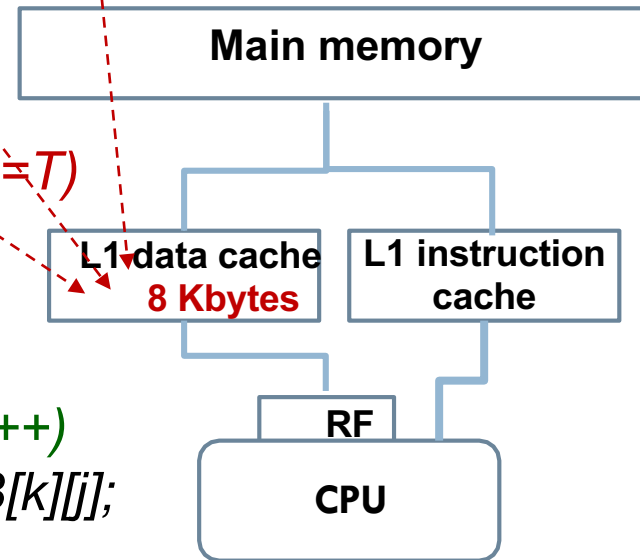 Main memory
=T)
L1 data cache
8 Kbytes
L1 instruction
cache
++)
RF
[k][j];
CPU